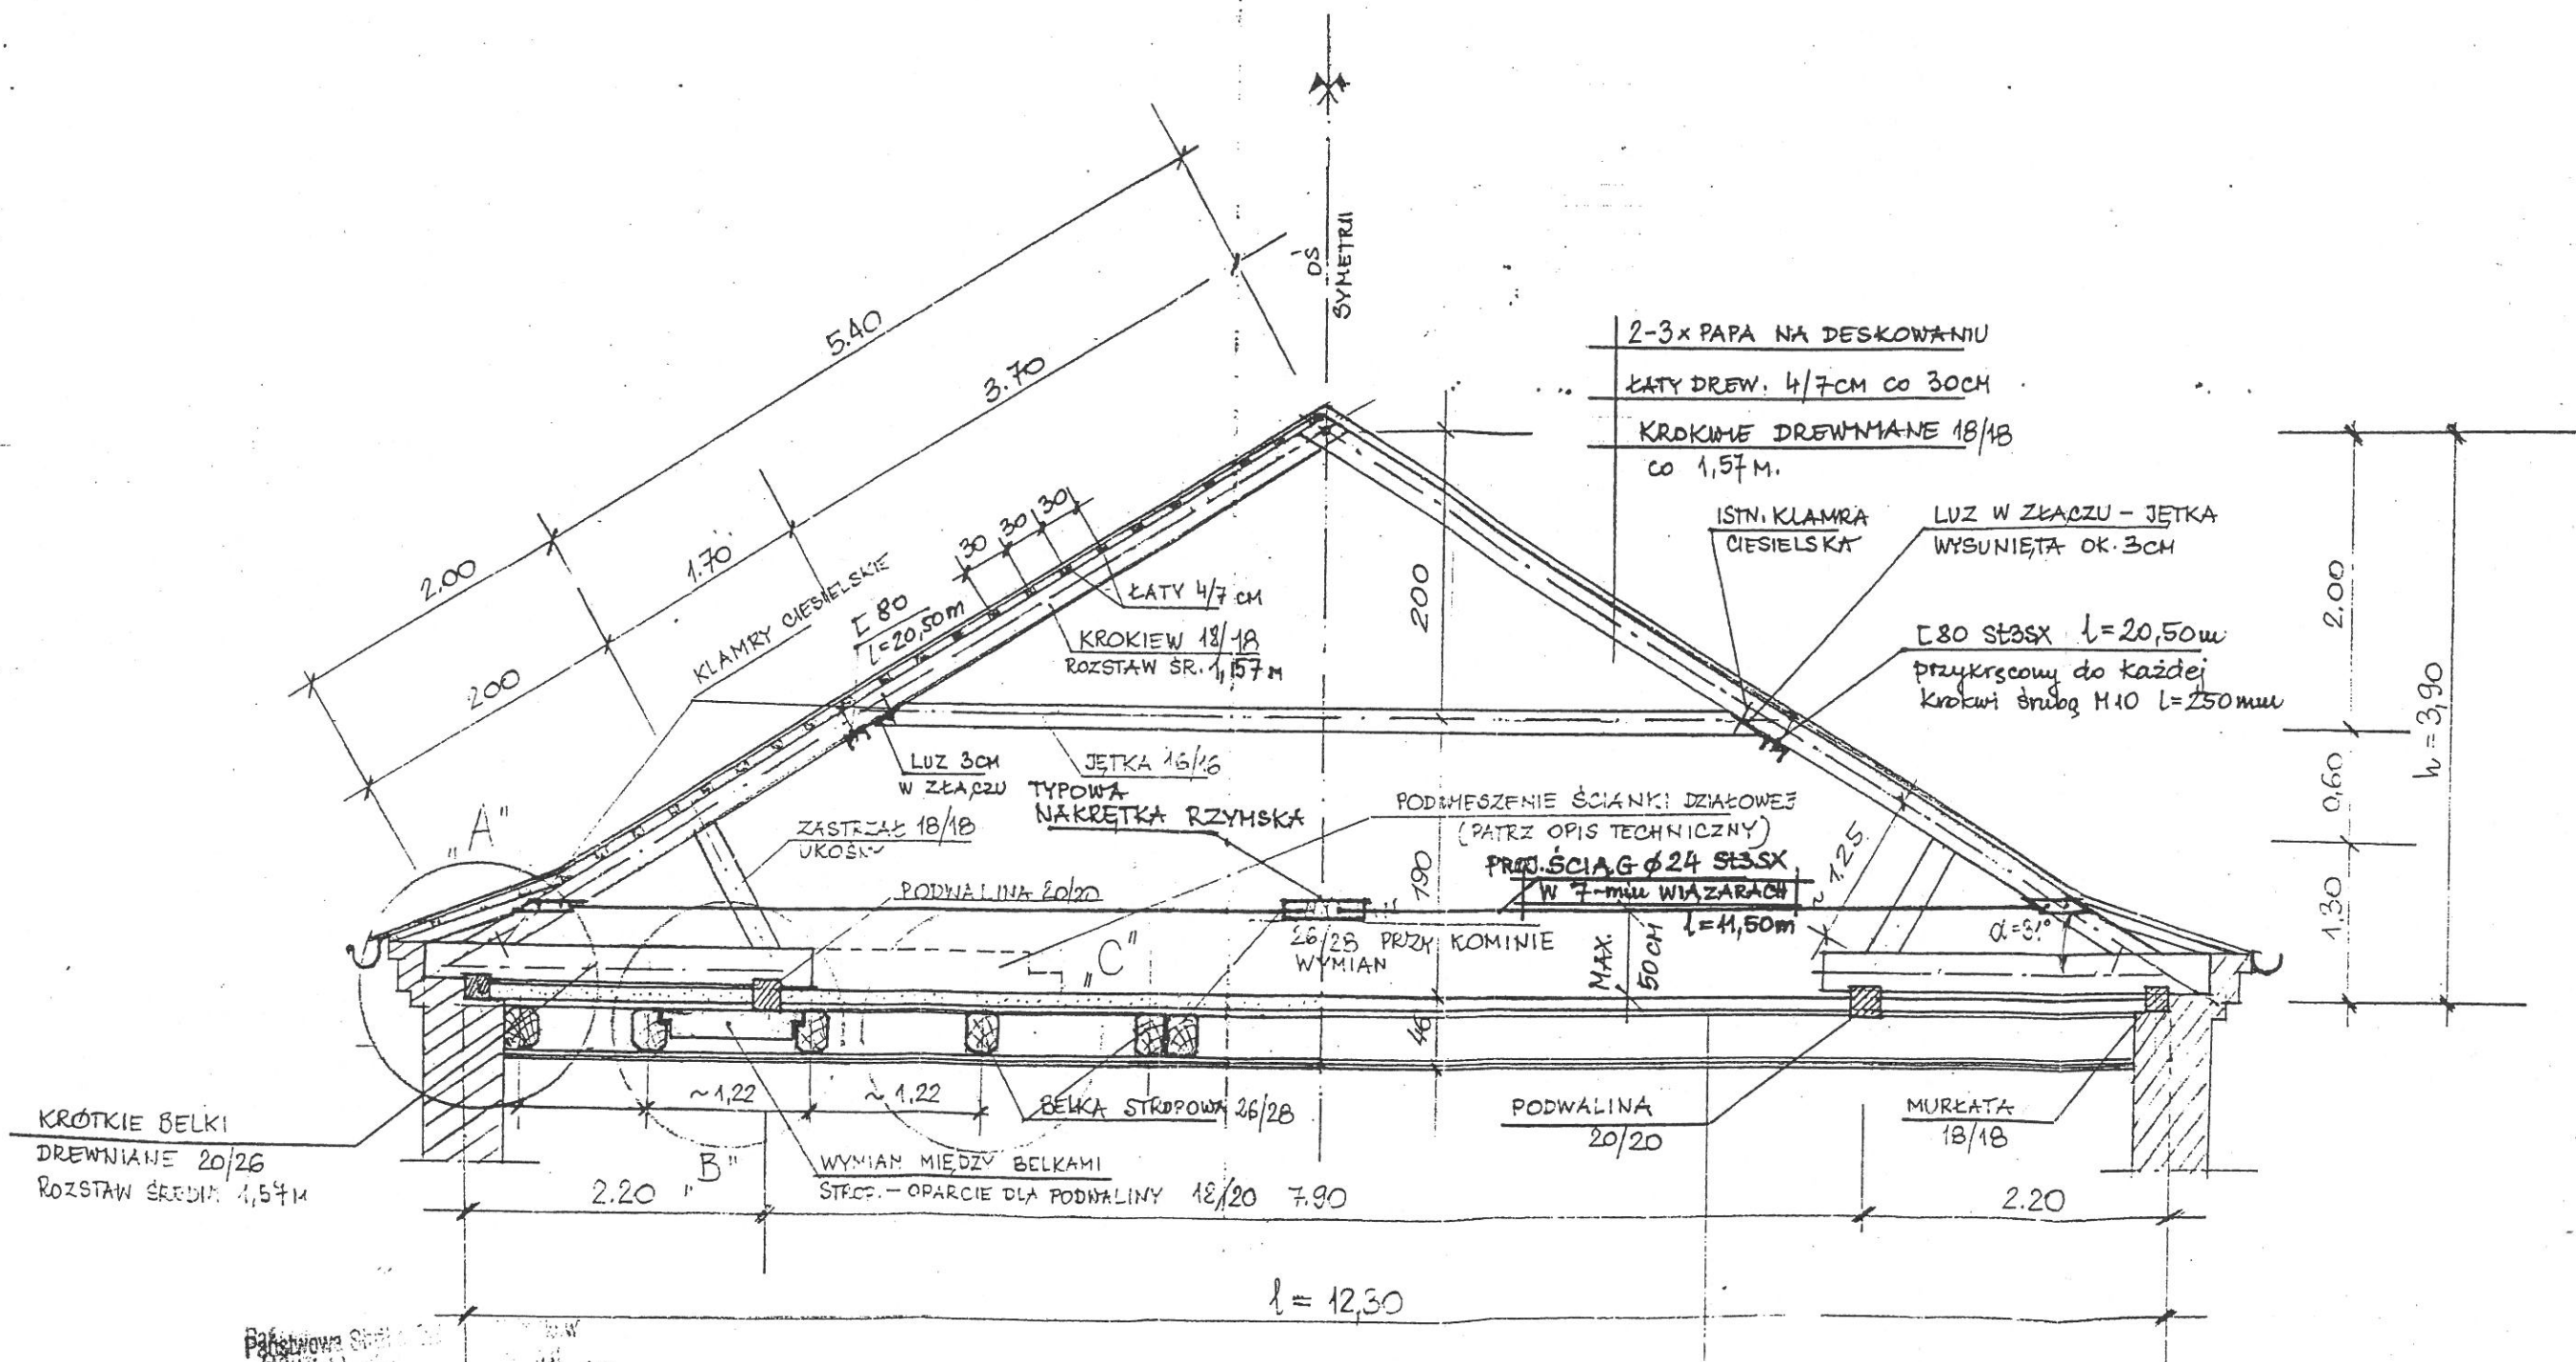 OŚ
SYMETRII
5.40
3.70
2.00
1.70
200
30
30
30
2-3× PAPA NA DESKOWANIU
ŁATY DREW. 4/7CM CO 30CM
KROKWIE DREWNIANE 18/18
CO 1,57 M.
ISTN. KLAMRA
CIESIELSKA
LUZ W ZŁĄCZU - JĘTKA
WYSUNIĘTA OK. 3CM
[80 St3SX l=20,50m
przykręcony do każdej
krokwi śrubą M10 l=250mm
KLAMRY CIESIELSKIE
[ 80
l=20,50m
ŁATY 4/7 CM
KROKIEW 18/18
ROZSTAW ŚR. 1,57 M
200
2.00
0,60
1,30
h=3,90
LUZ 3CM
W ZŁĄCZU
JĘTKA 16/16
TYPOWA
NAKRĘTKA RZYMSKA
ZASTRZAŁ 18/18
UKOŚNY
PODWIESZENIE ŚCIANKI DZIAŁOWEJ
(PATRZ OPIS TECHNICZNY)
PROJ. ŚCIĄG ϕ24 St3SX
W 7-miu WIĄZARACH
l=11,50m
~1.25
190
PODWALINA 20/20
26/28 PRZY KOMINIE
WYMIAN
MAX.
50CM
α=31°
„A"
„C"
„B"
46
~1,22
~1.22
BELKA STROPOWA 26/28
PODWALINA
20/20
MURŁATA
18/18
KRÓTKIE BELKI
DREWNIANE 20/26
ROZSTAW ŚREDN. 1,57M
WYMIAN MIĘDZY BELKAMI
STROP. - OPARCIE DLA PODWALINY 18/20
2.20
7.90
2.20
l = 12,30
Państwowa